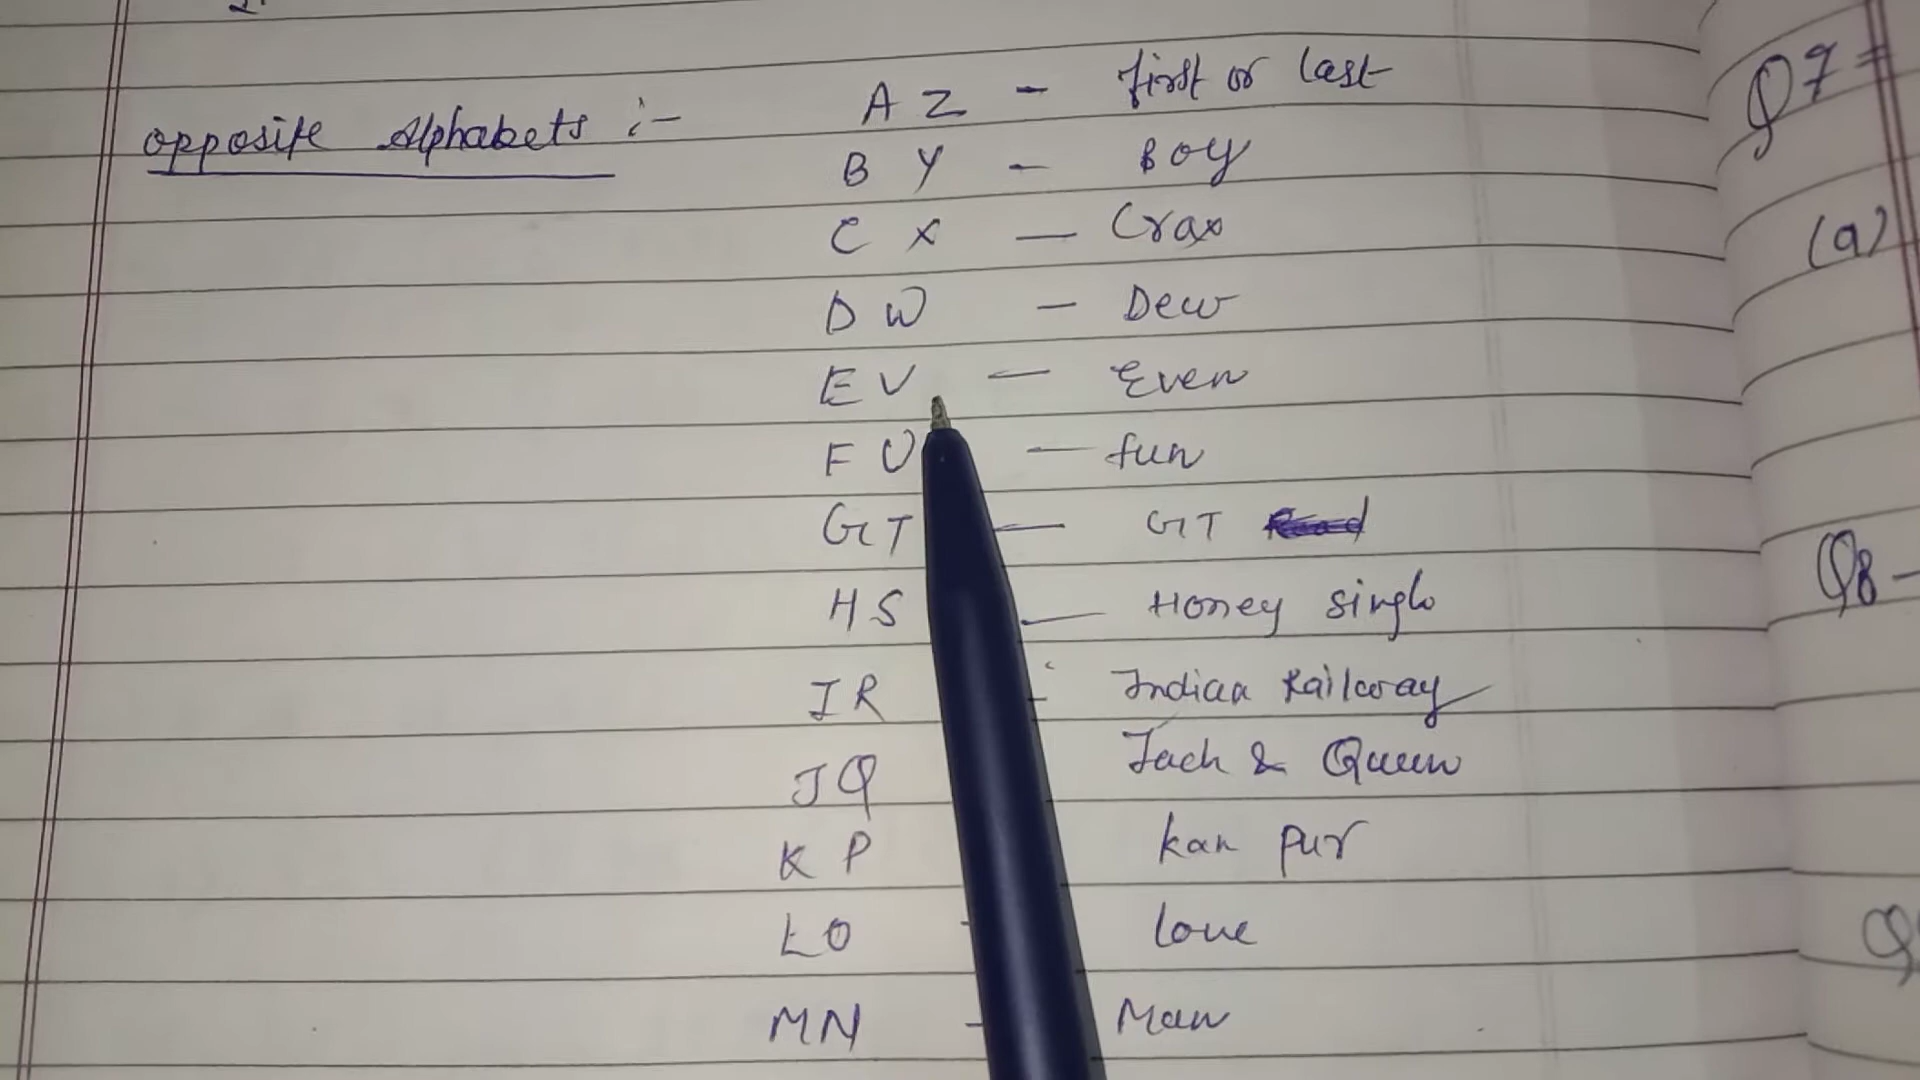 opposite Alphabets :- A Z - first or last
B Y - Boy
C X - Crax
D W - Dew
E V - Even
F U - fun
G T - GT
H S - Honey singh
I R - Indian Railway
J Q Jack & Queen
K P kan pur
L O - love
M N - Man
Q7 =
(a)
Q8 -